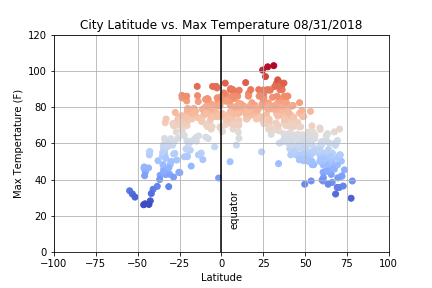 City Latitude vs. Max Temperature 08/31/2018
120
100
80
60
40
20
0
Max Tempertature (F)
equator
−100 −75 −50 −25 0 25 50 75 100
Latitude